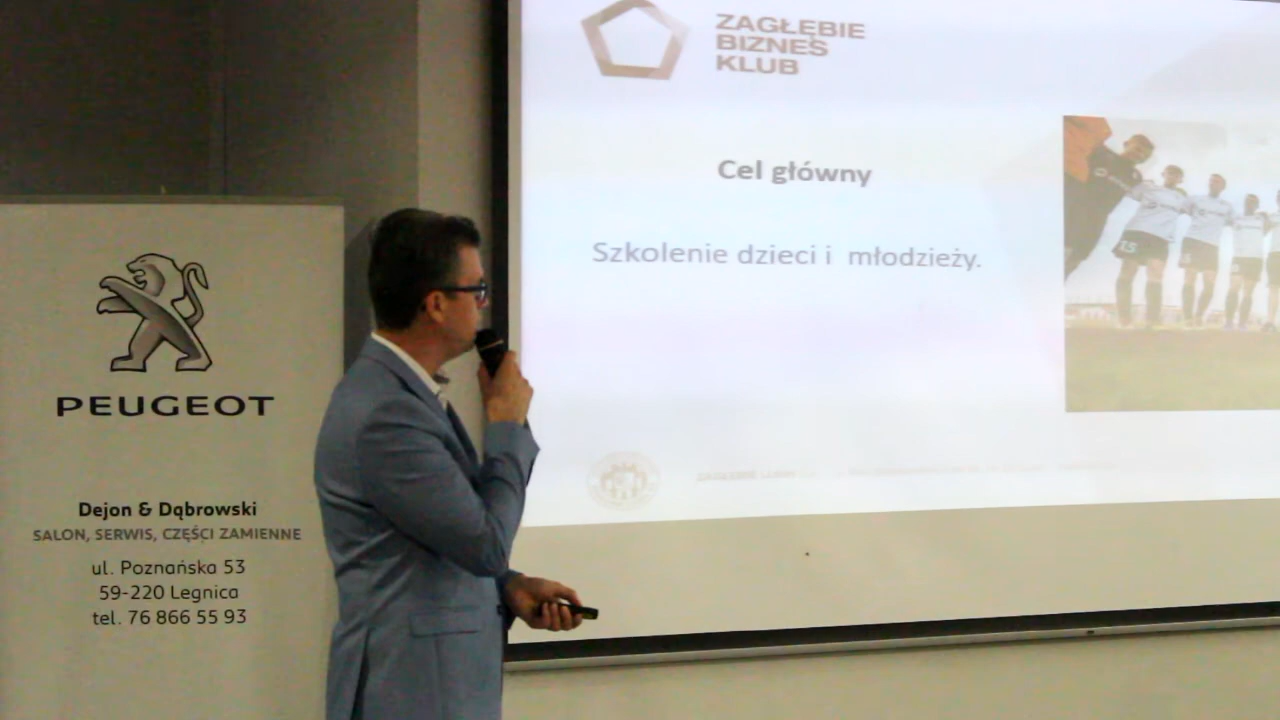 ZAGŁĘBIE
BIZNES
KLUB
Cel główny
Szkolenie dzieci i młodzieży.
15
PEUGEOT
Dejon & Dąbrowski
SALON, SERWIS, CZĘŚCI ZAMIENNE
ul. Poznańska 53
59-220 Legnica
tel. 76 866 55 93